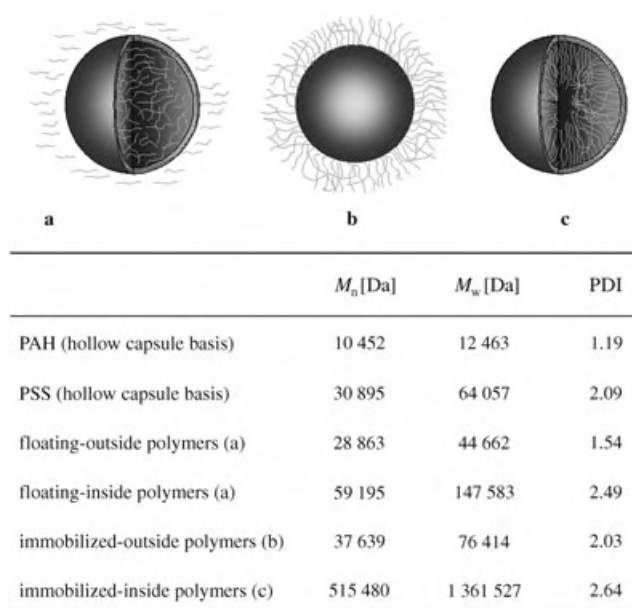 a b c
Mn [Da] Mw [Da] PDI
PAH (hollow capsule basis) 10 452 12 463 1.19
PSS (hollow capsule basis) 30 895 64 057 2.09
floating-outside polymers (a) 28 863 44 662 1.54
floating-inside polymers (a) 59 195 147 583 2.49
immobilized-outside polymers (b) 37 639 76 414 2.03
immobilized-inside polymers (c) 515 480 1 361 527 2.64